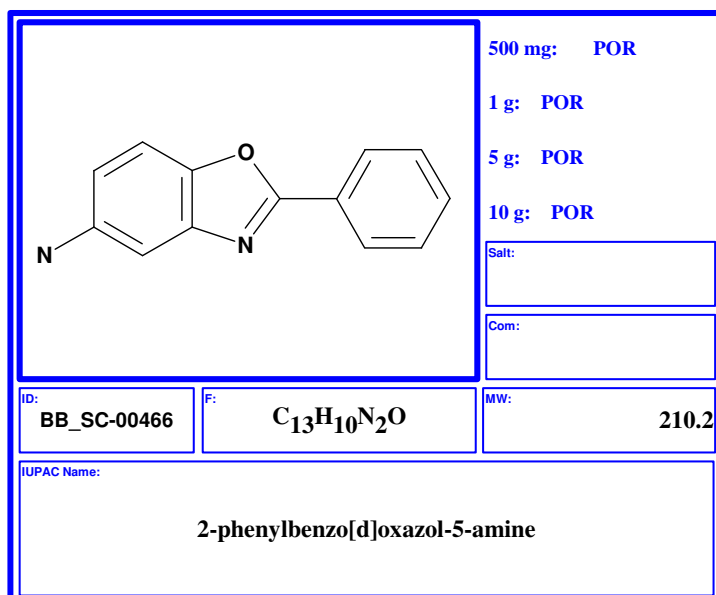 500 mg: POR
1 g: POR
5 g: POR
10 g: POR
O
N
N
Salt:
Com:
ID:
BB_SC-00466
F:
C13H10N2O
MW:
210.2
IUPAC Name:
2-phenylbenzo[d]oxazol-5-amine